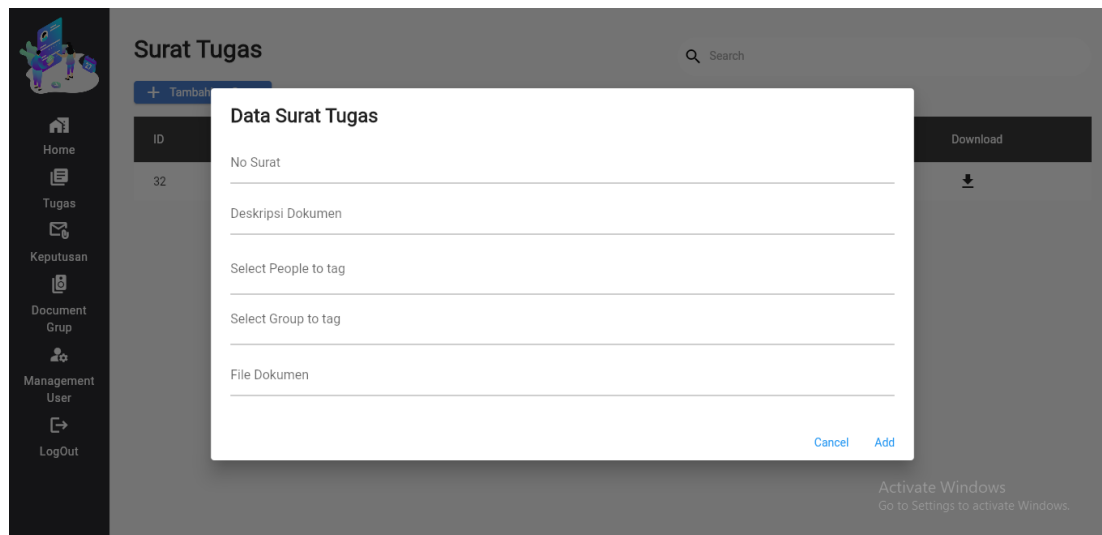 Surat Tugas
Search
+ Tambah
ID
Download
32
Home
Tugas
Keputusan
Document
Grup
Management
User
LogOut
Data Surat Tugas
No Surat
Deskripsi Dokumen
Select People to tag
Select Group to tag
File Dokumen
Cancel Add
Activate Windows
Go to Settings to activate Windows.